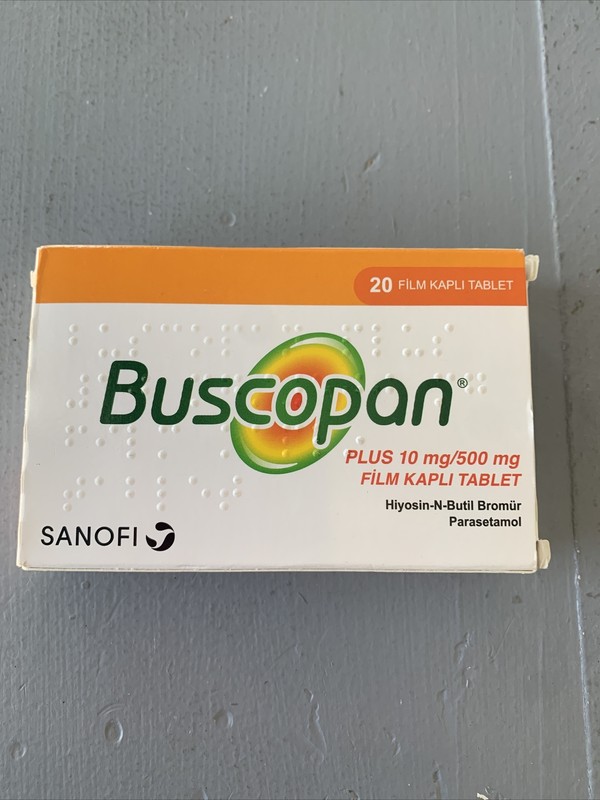 20 FİLM KAPLI TABLET
Buscopan®
PLUS 10 mg/500 mg
FİLM KAPLI TABLET
Hiyosin-N-Butil Bromür
Parasetamol
SANOFI